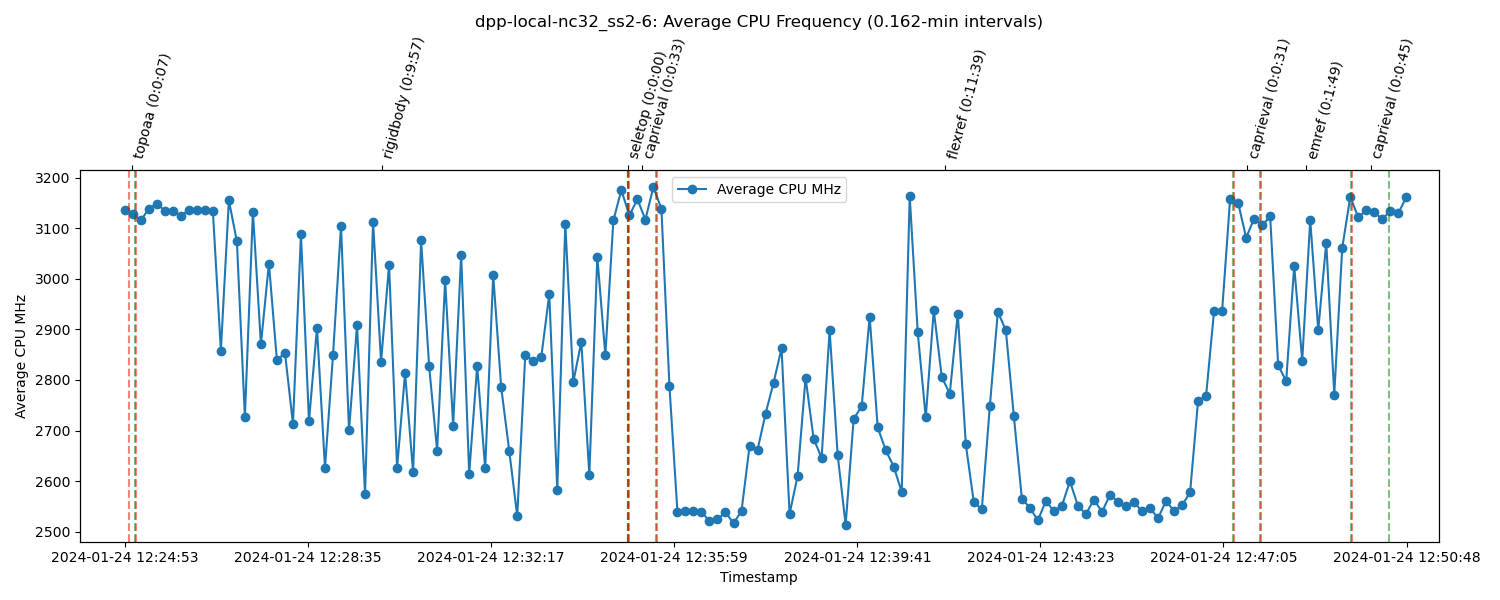 dpp-local-nc32_ss2-6: Average CPU Frequency (0.162-min intervals)
topoaa (0:0:07)
rigidbody (0:9:57)
seletop (0:0:00)
caprieval (0:0:33)
flexref (0:11:39)
caprieval (0:0:31)
emref (0:1:49)
caprieval (0:0:45)
Average CPU MHz
3200
3100
3000
2900
2800
2700
2600
2500
Average CPU MHz
2024-01-24 12:24:53
2024-01-24 12:28:35
2024-01-24 12:32:17
2024-01-24 12:35:59
2024-01-24 12:39:41
2024-01-24 12:43:23
2024-01-24 12:47:05
2024-01-24 12:50:48
Timestamp